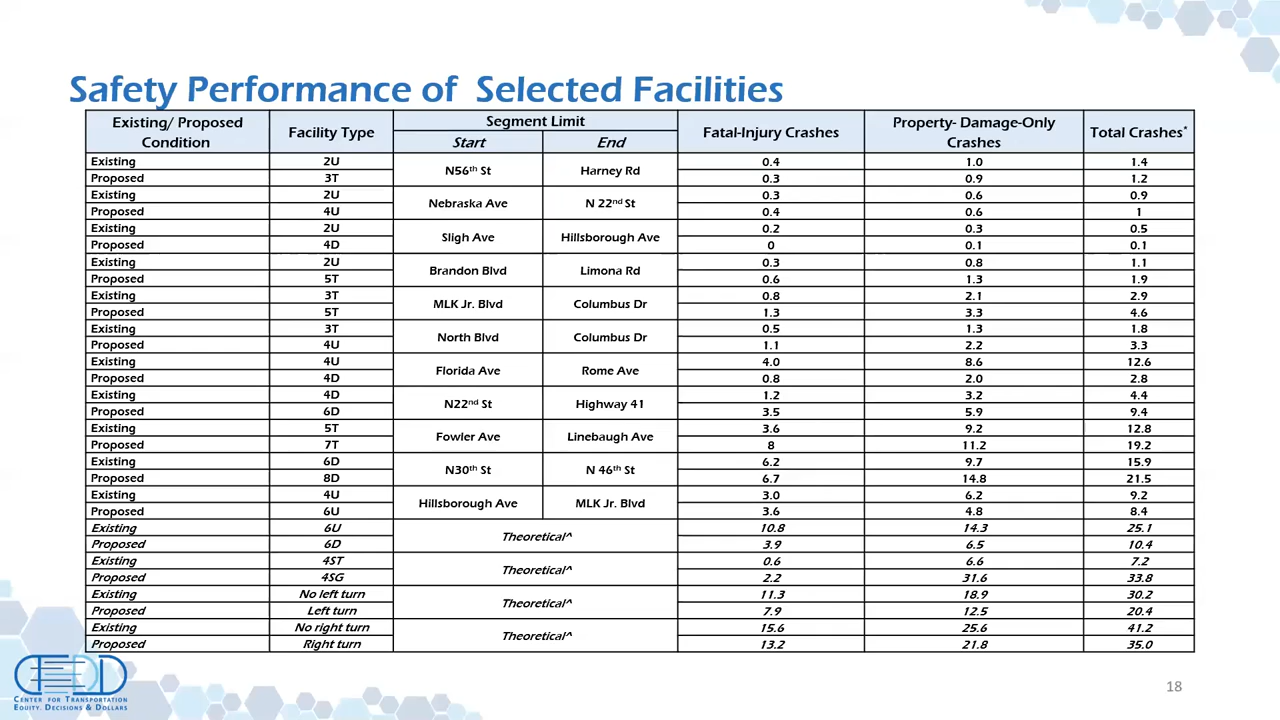 Safety Performance of Selected Facilities
Existing/ Proposed Condition Facility Type Segment Limit Fatal-Injury Crashes Property- Damage-Only Crashes Total Crashes*
Start End
Existing 2U N56th St Harney Rd 0.4 1.0 1.4
Proposed 3T 0.3 0.9 1.2
Existing 2U Nebraska Ave N 22nd St 0.3 0.6 0.9
Proposed 4U 0.4 0.6 1
Existing 2U Sligh Ave Hillsborough Ave 0.2 0.3 0.5
Proposed 4D 0 0.1 0.1
Existing 2U Brandon Blvd Limona Rd 0.3 0.8 1.1
Proposed 5T 0.6 1.3 1.9
Existing 3T MLK Jr. Blvd Columbus Dr 0.8 2.1 2.9
Proposed 5T 1.3 3.3 4.6
Existing 3T North Blvd Columbus Dr 0.5 1.3 1.8
Proposed 4U 1.1 2.2 3.3
Existing 4U Florida Ave Rome Ave 4.0 8.6 12.6
Proposed 4D 0.8 2.0 2.8
Existing 4D N22nd St Highway 41 1.2 3.2 4.4
Proposed 6D 3.5 5.9 9.4
Existing 5T Fowler Ave Linebaugh Ave 3.6 9.2 12.8
Proposed 7T 8 11.2 19.2
Existing 6D N30th St N 46th St 6.2 9.7 15.9
Proposed 8D 6.7 14.8 21.5
Existing 4U Hillsborough Ave MLK Jr. Blvd 3.0 6.2 9.2
Proposed 6U 3.6 4.8 8.4
Existing 6U Theoretical^ 10.8 14.3 25.1
Proposed 6D 3.9 6.5 10.4
Existing 4ST Theoretical^ 0.6 6.6 7.2
Proposed 4SG 2.2 31.6 33.8
Existing No left turn Theoretical^ 11.3 18.9 30.2
Proposed Left turn 7.9 12.5 20.4
Existing No right turn Theoretical^ 15.6 25.6 41.2
Proposed Right turn 13.2 21.8 35.0
CTEDD
CENTER FOR TRANSPORTATION
EQUITY, DECISIONS & DOLLARS
18